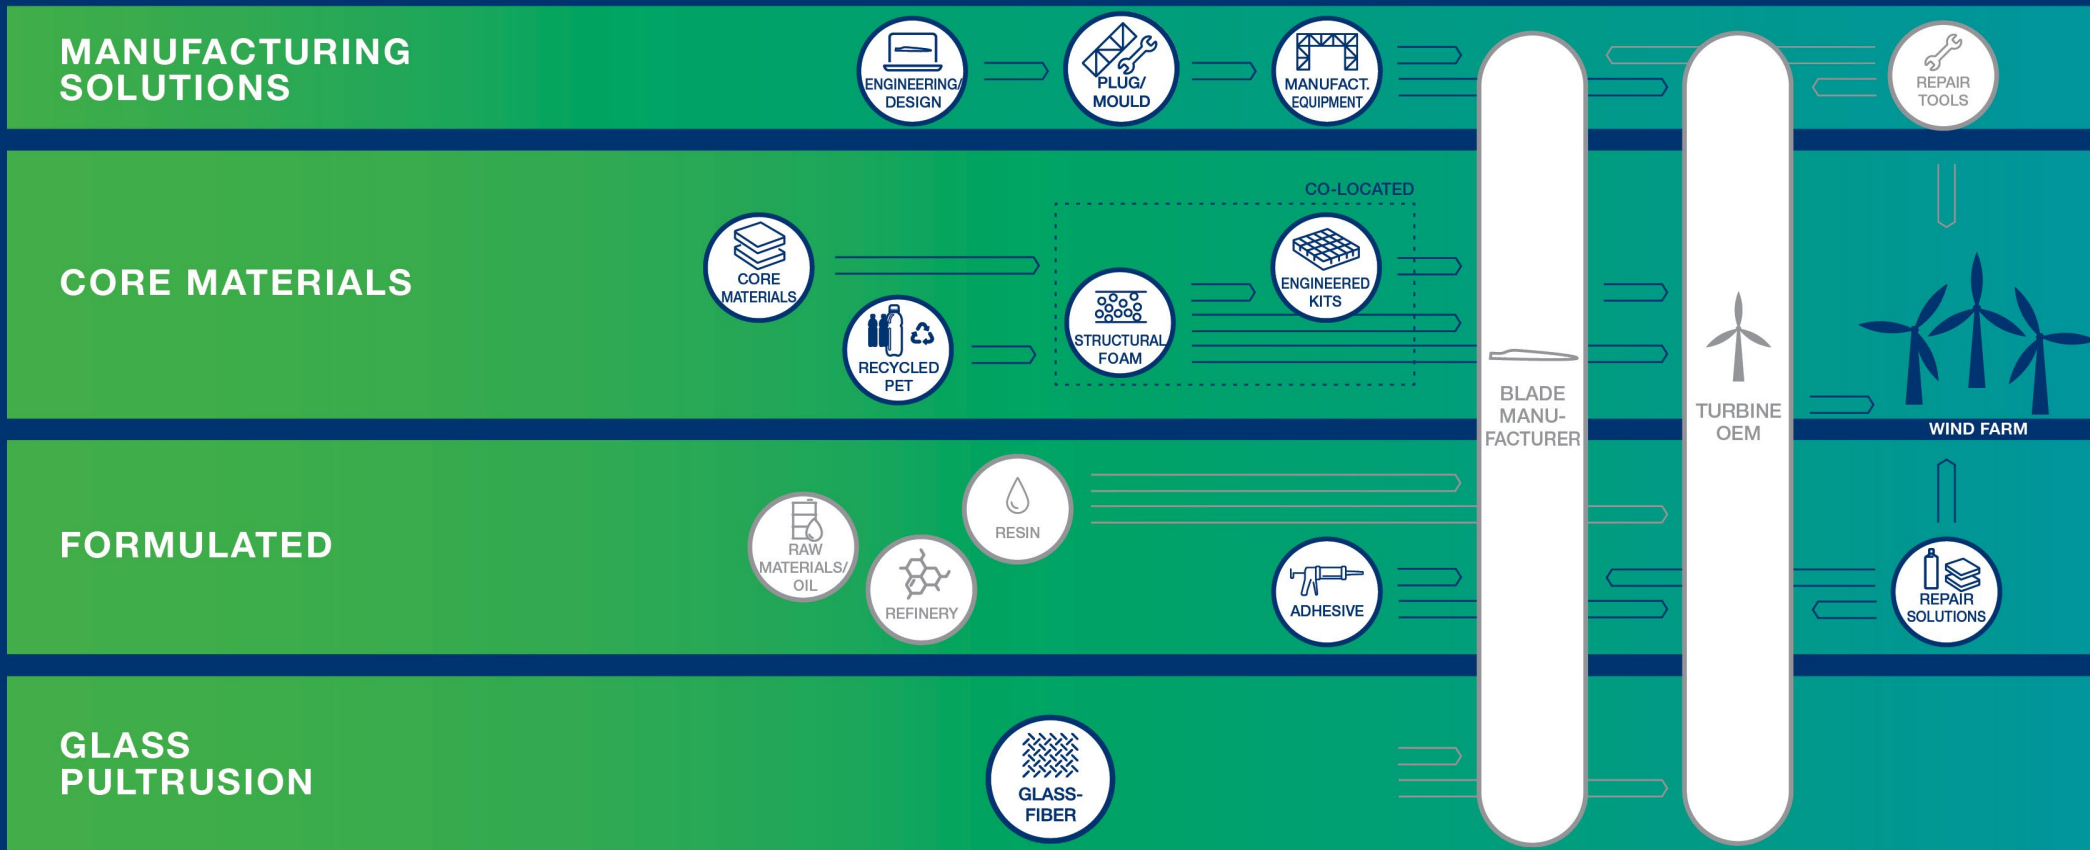 MANUFACTURING
SOLUTIONS
ENGINEERING/
DESIGN
PLUG/
MOULD
MANUFACT.
EQUIPMENT
REPAIR
TOOLS
CORE MATERIALS
CORE
MATERIALS
RECYCLED
PET
CO-LOCATED
STRUCTURAL
FOAM
ENGINEERED
KITS
BLADE
MANU-
FACTURER
TURBINE
OEM
WIND FARM
FORMULATED
RAW
MATERIALS/
OIL
REFINERY
RESIN
ADHESIVE
REPAIR
SOLUTIONS
GLASS
PULTRUSION
GLASS-
FIBER